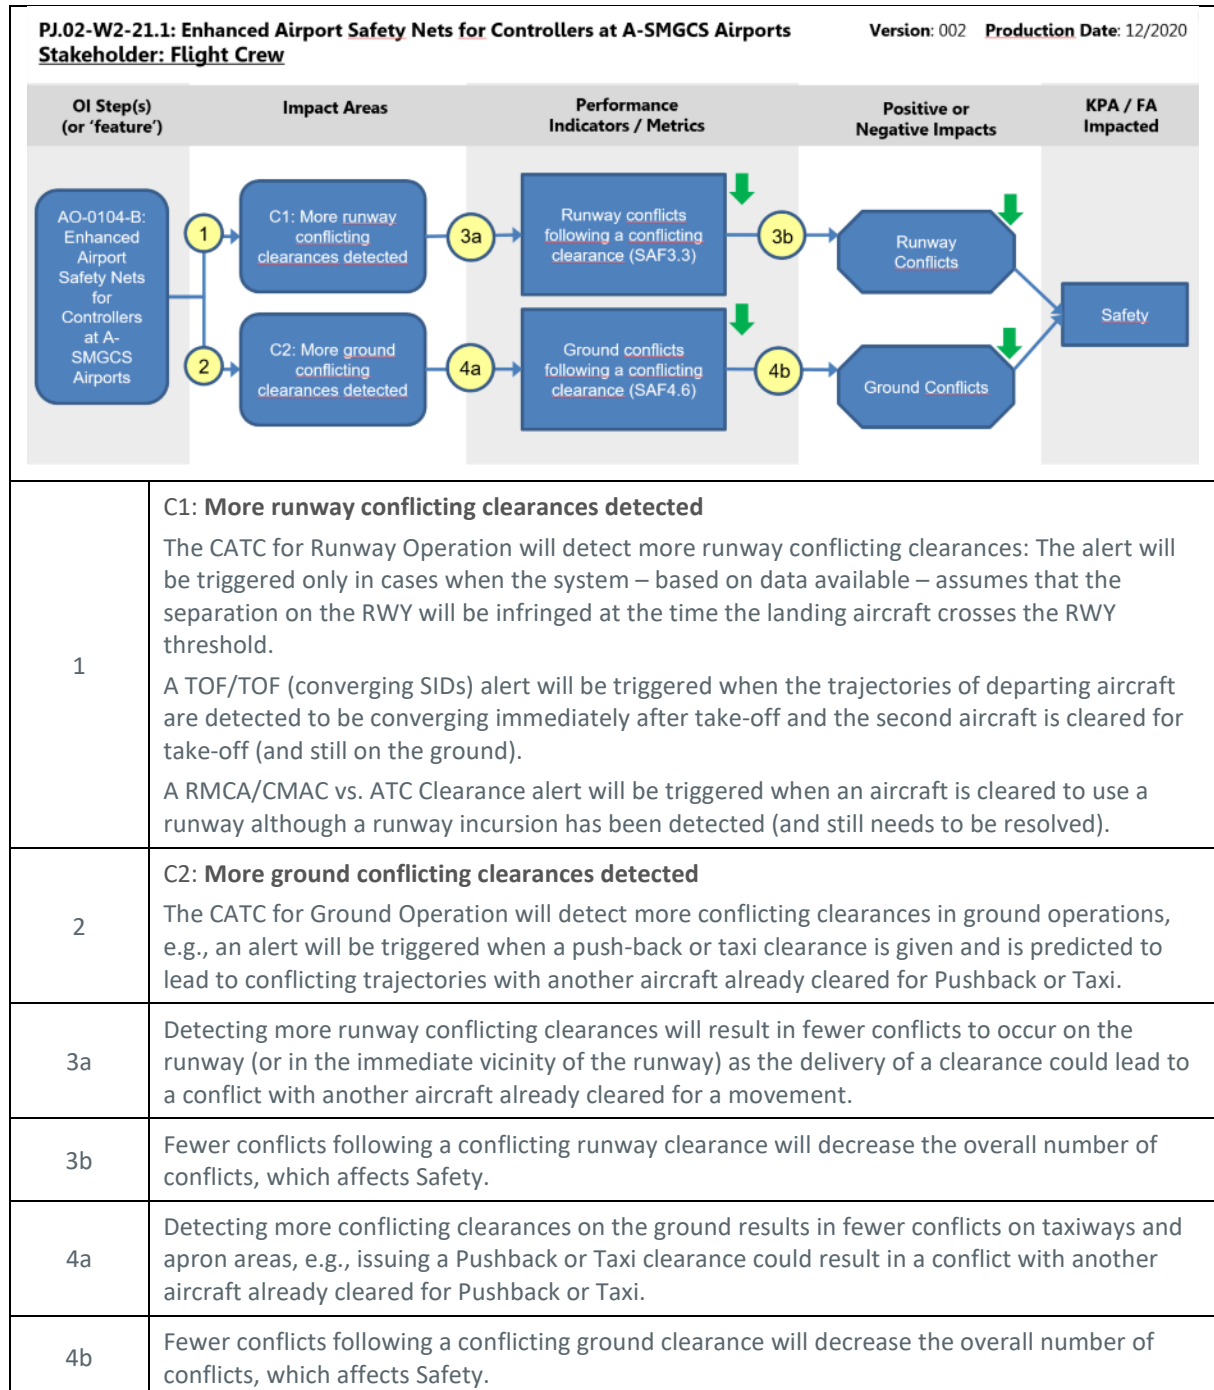 PJ.02-W2-21.1: Enhanced Airport Safety Nets for Controllers at A-SMGCS Airports
Version: 002 Production Date: 12/2020
Stakeholder: Flight Crew
OI Step(s)
(or ‘feature’)
Impact Areas
Performance
Indicators / Metrics
Positive or
Negative Impacts
KPA / FA
Impacted
AO-0104-B:
Enhanced
Airport
Safety Nets
for
Controllers
at A-
SMGCS
Airports
1
C1: More runway
conflicting
clearances detected
3a
Runway conflicts
following a conflicting
clearance (SAF3.3)
3b
Runway
Conflicts
2
C2: More ground
conflicting
clearances detected
4a
Ground conflicts
following a conflicting
clearance (SAF4.6)
4b
Ground Conflicts
Safety
1
C1: More runway conflicting clearances detected
The CATC for Runway Operation will detect more runway conflicting clearances: The alert will
be triggered only in cases when the system – based on data available – assumes that the
separation on the RWY will be infringed at the time the landing aircraft crosses the RWY
threshold.
A TOF/TOF (converging SIDs) alert will be triggered when the trajectories of departing aircraft
are detected to be converging immediately after take-off and the second aircraft is cleared for
take-off (and still on the ground).
A RMCA/CMAC vs. ATC Clearance alert will be triggered when an aircraft is cleared to use a
runway although a runway incursion has been detected (and still needs to be resolved).
2
C2: More ground conflicting clearances detected
The CATC for Ground Operation will detect more conflicting clearances in ground operations,
e.g., an alert will be triggered when a push-back or taxi clearance is given and is predicted to
lead to conflicting trajectories with another aircraft already cleared for Pushback or Taxi.
3a
Detecting more runway conflicting clearances will result in fewer conflicts to occur on the
runway (or in the immediate vicinity of the runway) as the delivery of a clearance could lead to
a conflict with another aircraft already cleared for a movement.
3b
Fewer conflicts following a conflicting runway clearance will decrease the overall number of
conflicts, which affects Safety.
4a
Detecting more conflicting clearances on the ground results in fewer conflicts on taxiways and
apron areas, e.g., issuing a Pushback or Taxi clearance could result in a conflict with another
aircraft already cleared for Pushback or Taxi.
4b
Fewer conflicts following a conflicting ground clearance will decrease the overall number of
conflicts, which affects Safety.